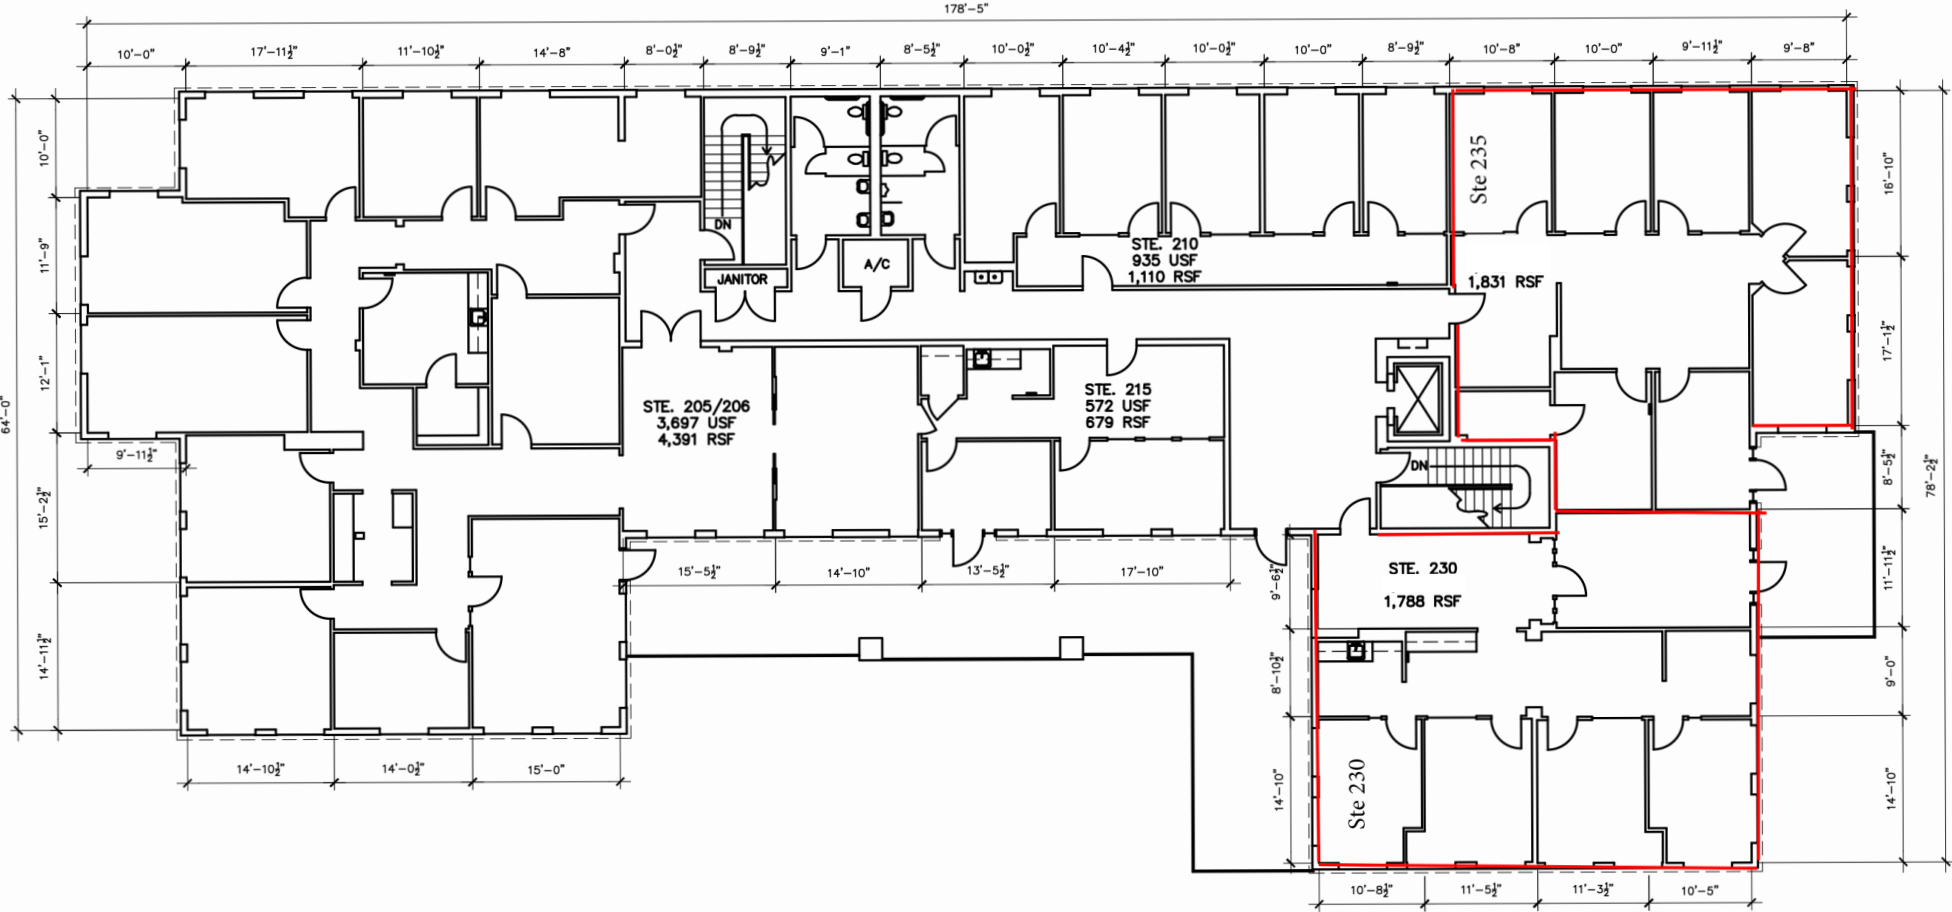 178'-5"
10'-0"
17'-11½"
11'-10½"
14'-8"
8'-0½"
8'-9½"
9'-1"
8'-5½"
10'-0½"
10'-4½"
10'-0½"
10'-0"
8'-9½"
10'-8"
10'-0"
9'-11½"
9'-8"
64'-0"
10'-0"
11'-9"
12'-1"
9'-11½"
15'-2½"
14'-11½"
14'-10½"
14'-0½"
15'-0"
DN
JANITOR
A/C
STE. 210
935 USF
1,110 RSF
Ste 235
1,831 RSF
STE. 205/206
3,697 USF
4,391 RSF
STE. 215
572 USF
679 RSF
DN
15'-5½"
14'-10"
13'-5½"
17'-10"
STE. 230
1,788 RSF
Ste 230
9'-6½"
8'-10½"
14'-10"
16'-10"
17'-1½"
8'-5½"
78'-2½"
11'-11½"
9'-0"
14'-10"
10'-8½"
11'-5½"
11'-3½"
10'-5"